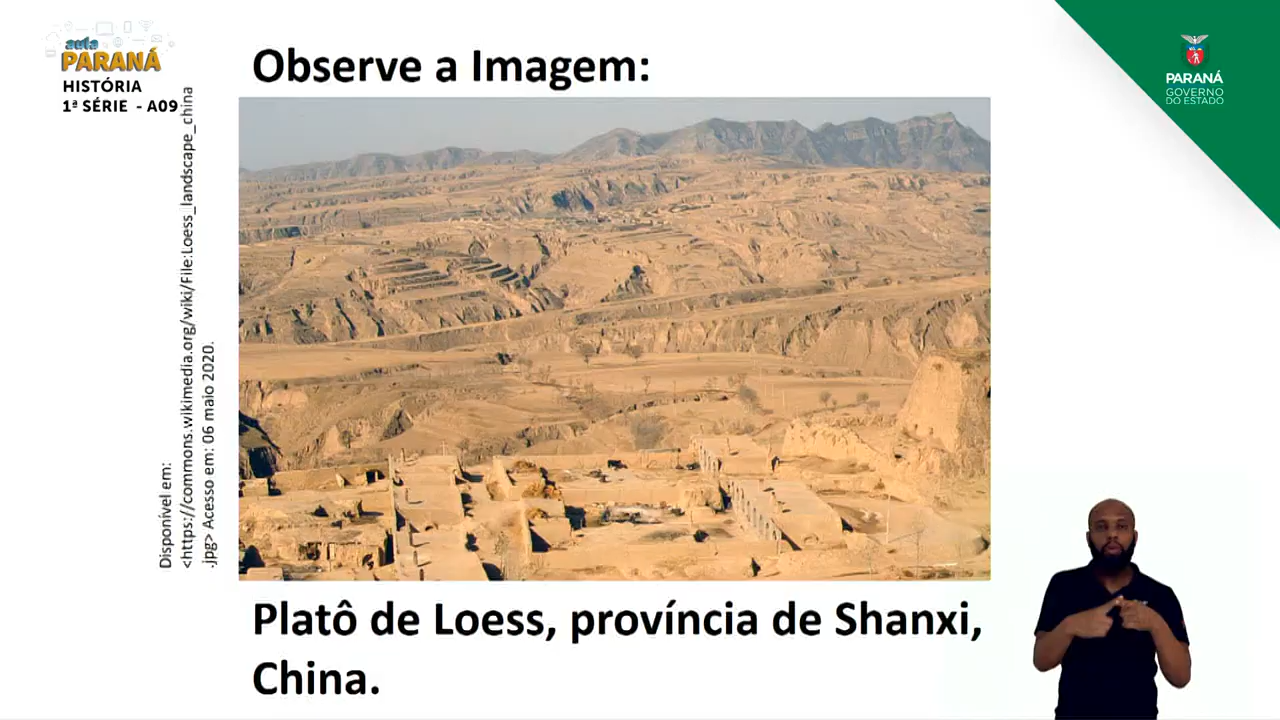 aula
PARANÁ
HISTÓRIA
1ª SÉRIE - A09
Observe a Imagem:
PARANÁ
GOVERNO
DO ESTADO
Disponível em:
<https://commons.wikimedia.org/wiki/File:Loess_landscape_china
.jpg> Acesso em: 06 maio 2020.
Platô de Loess, província de Shanxi,
China.